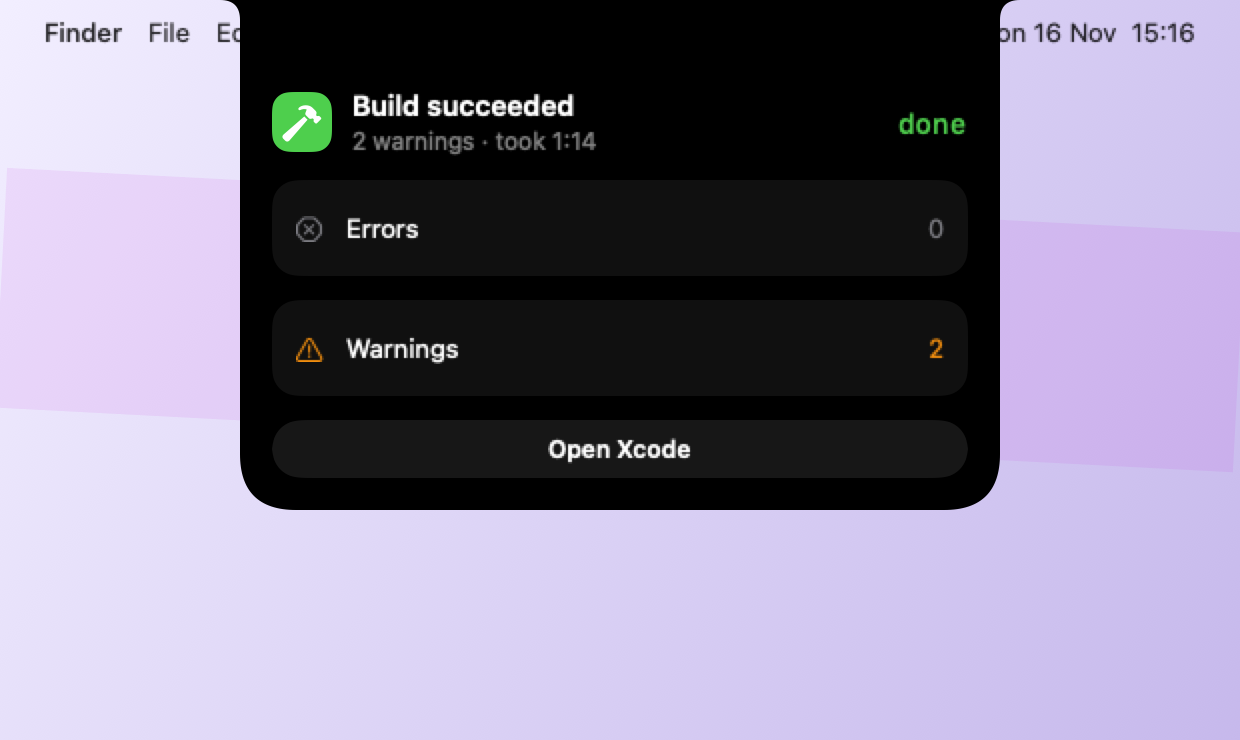 Finder File
16 Nov 15:16
Build succeeded
2 warnings · took 1:14
done
Errors 0
Warnings 2
Open Xcode